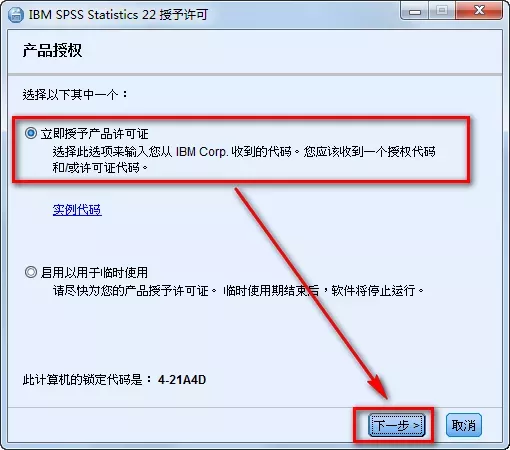 IBM SPSS Statistics 22 授予许可
产品授权
选择以下其中一个：
立即授予产品许可证
选择此选项来输入您从 IBM Corp. 收到的代码。您应该收到一个授权代码
和/或许可证代码。
实例代码
启用以用于临时使用
请尽快为您的产品授予许可证。 临时使用期结束后，软件将停止运行。
此计算机的锁定代码是： 4-21A4D
下一步 >
取消